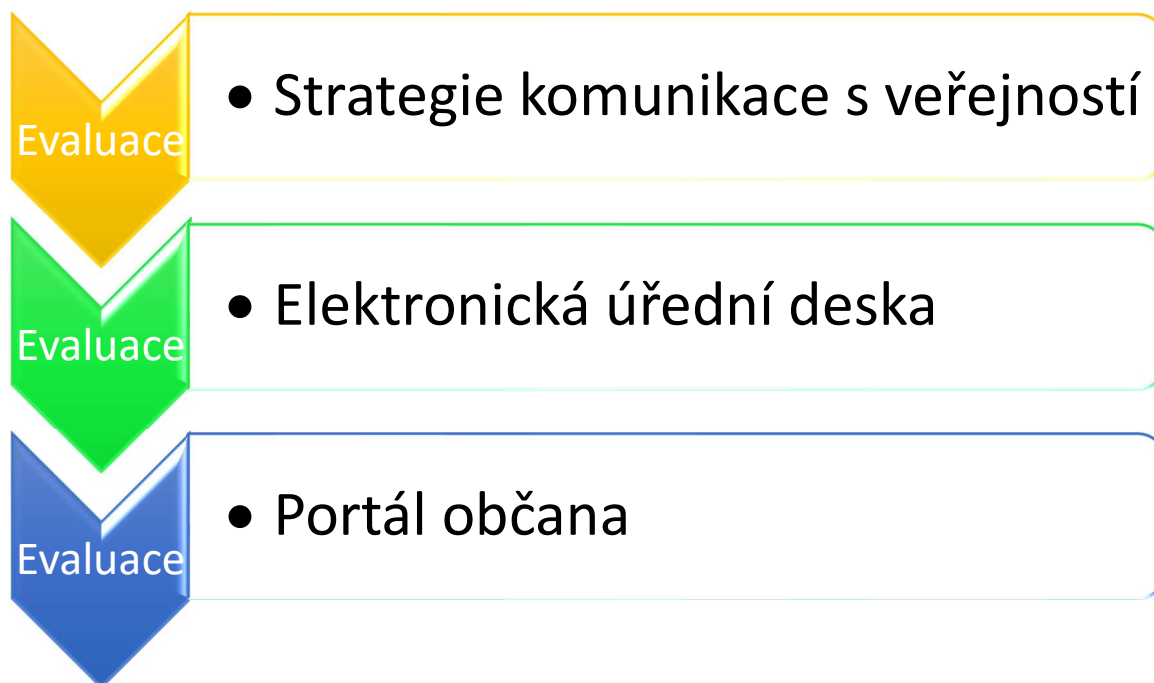 Evaluace
• Strategie komunikace s veřejností
Evaluace
• Elektronická úřední deska
Evaluace
• Portál občana